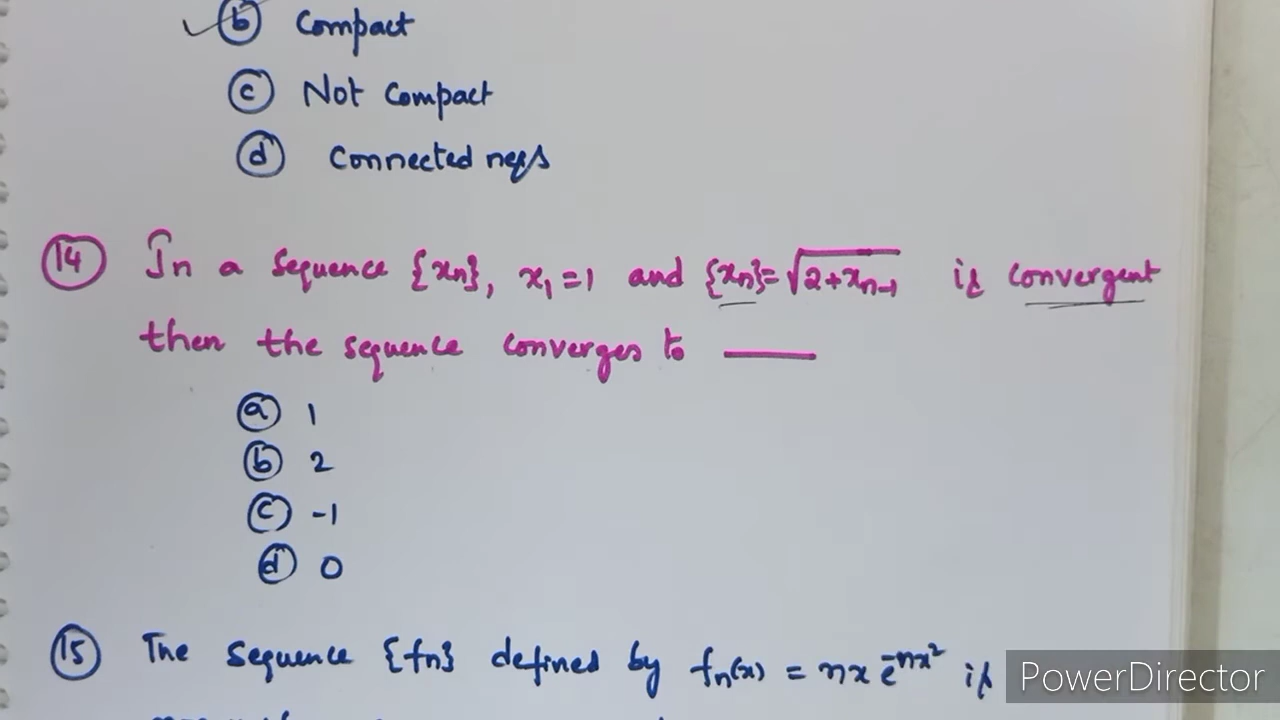 ⓑ Compact
ⓒ Not Compact
ⓓ Connected
⑭ In a sequence {xn}, x1 = 1 and {xn} = √2+xn-1 is convergent
then the sequence converges to ____
ⓐ 1
ⓑ 2
ⓒ -1
ⓓ 0
⑮ The sequence {fn} defined by fn(x) = nx e^-nx² is
PowerDirector